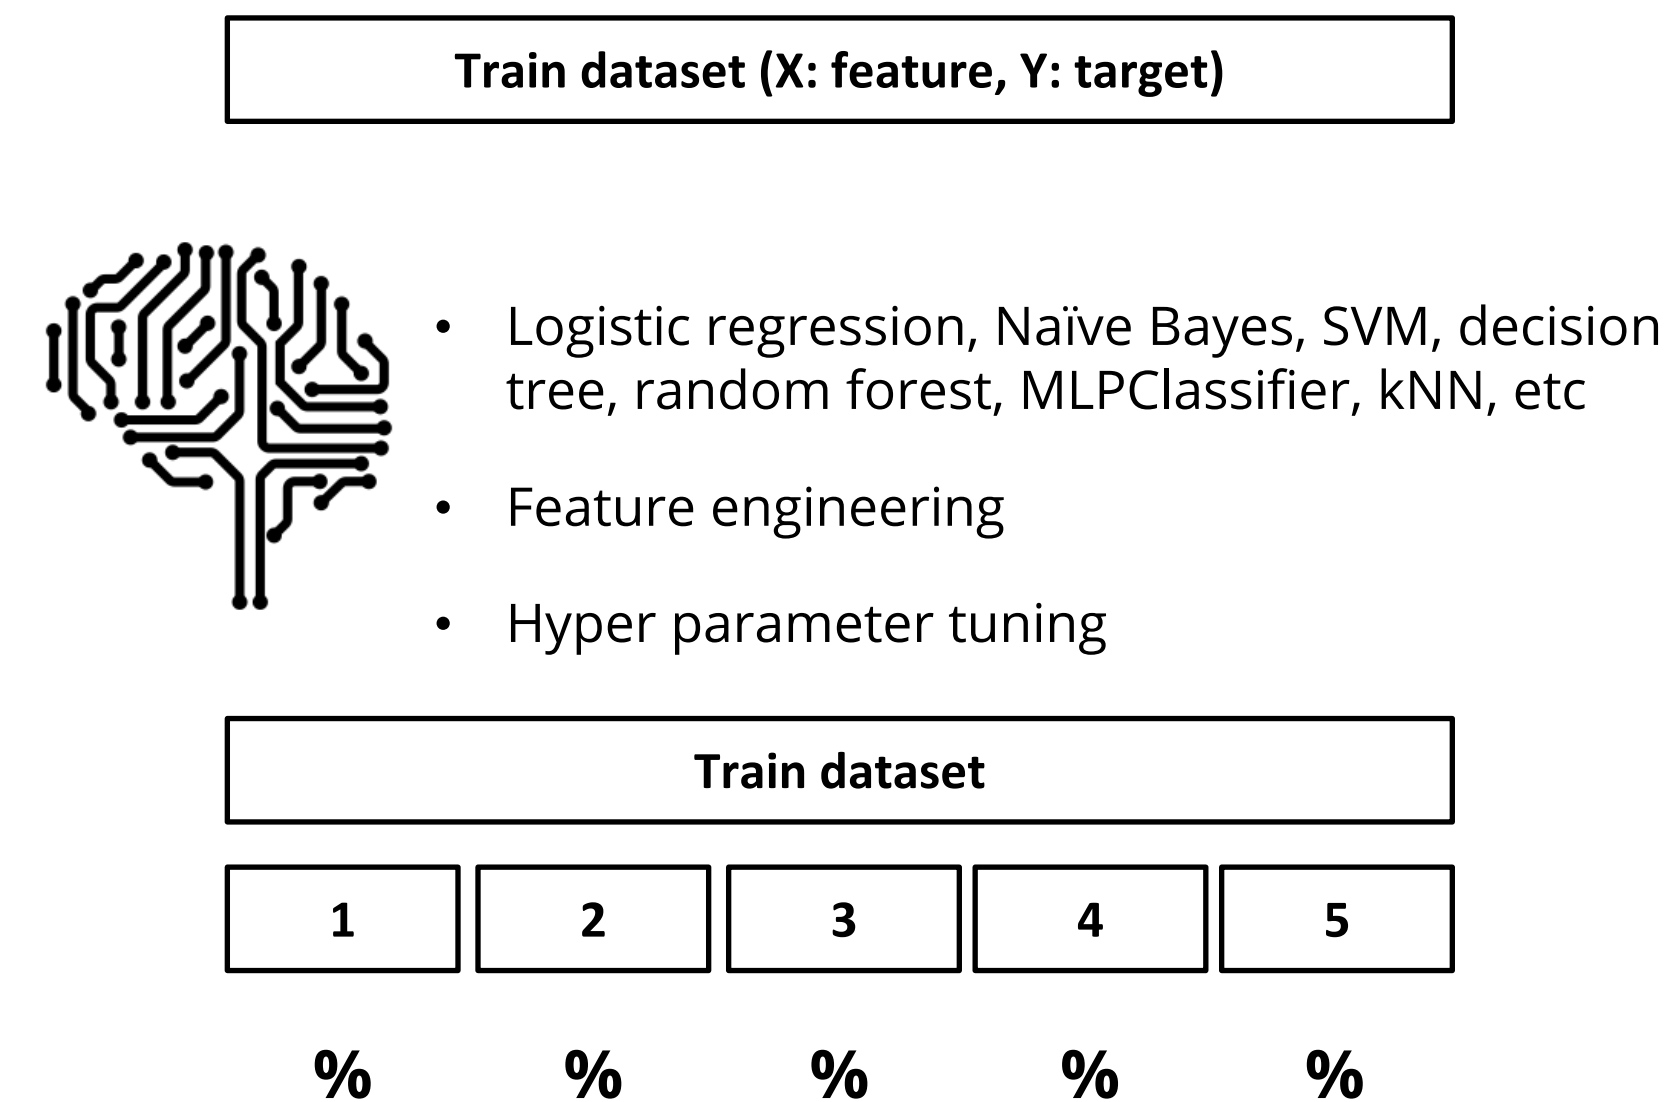 Train dataset (X: feature, Y: target)
• Logistic regression, Naïve Bayes, SVM, decision
tree, random forest, MLPClassifier, kNN, etc
• Feature engineering
• Hyper parameter tuning
Train dataset
1 2 3 4 5
% % % % %